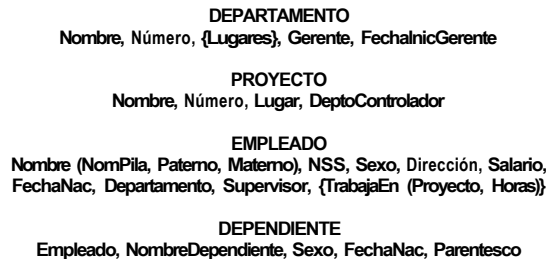 DEPARTAMENTO
Nombre, Número, {Lugares}, Gerente, FechaInicGerente
PROYECTO
Nombre, Número, Lugar, DeptoControlador
EMPLEADO
Nombre (NomPila, Paterno, Materno), NSS, Sexo, Dirección, Salario,
FechaNac, Departamento, Supervisor, {TrabajaEn (Proyecto, Horas)}
DEPENDIENTE
Empleado, NombreDependiente, Sexo, FechaNac, Parentesco